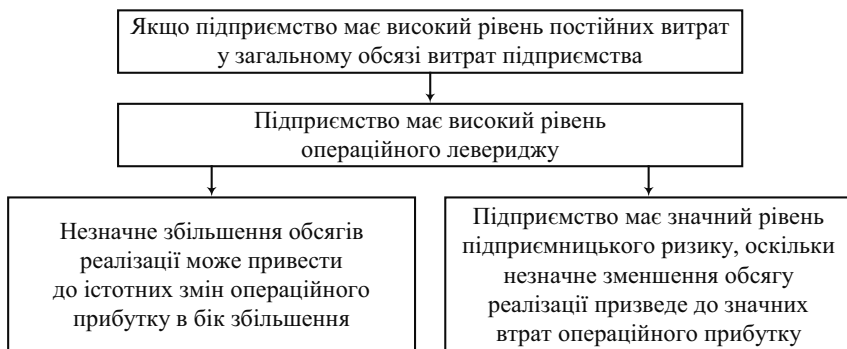 Якщо підприємство має високий рівень постійних витрат
у загальному обсязі витрат підприємства
Підприємство має високий рівень
операційного левериджу
Незначне збільшення обсягів
реалізації може привести
до істотних змін операційного
прибутку в бік збільшення
Підприємство має значний рівень
підприємницького ризику, оскільки
незначне зменшення обсягу
реалізації призведе до значних
втрат операційного прибутку